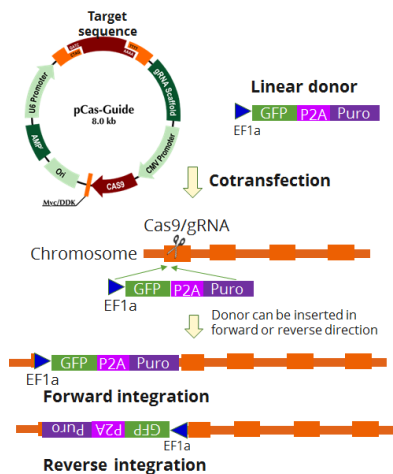 Target
sequence
U6 Promoter
gRNA Scaffold
pCas-Guide
8.0 kb
AMP
CMV Promoter
Ori
CAS9
Myc/DDK
Linear donor
GFP P2A Puro
EF1a
Cotransfection
Cas9/gRNA
Chromosome
GFP P2A Puro
EF1a
Donor can be inserted in
forward or reverse direction
GFP P2A Puro
EF1a
Forward integration
Puro P2A GFP
EF1a
Reverse integration